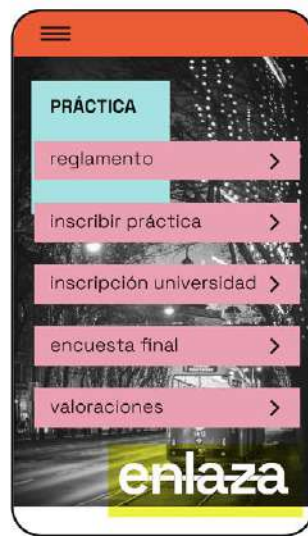 PRÁCTICA
reglamento
inscribir práctica
inscripción universidad
encuesta final
valoraciones
enlaza